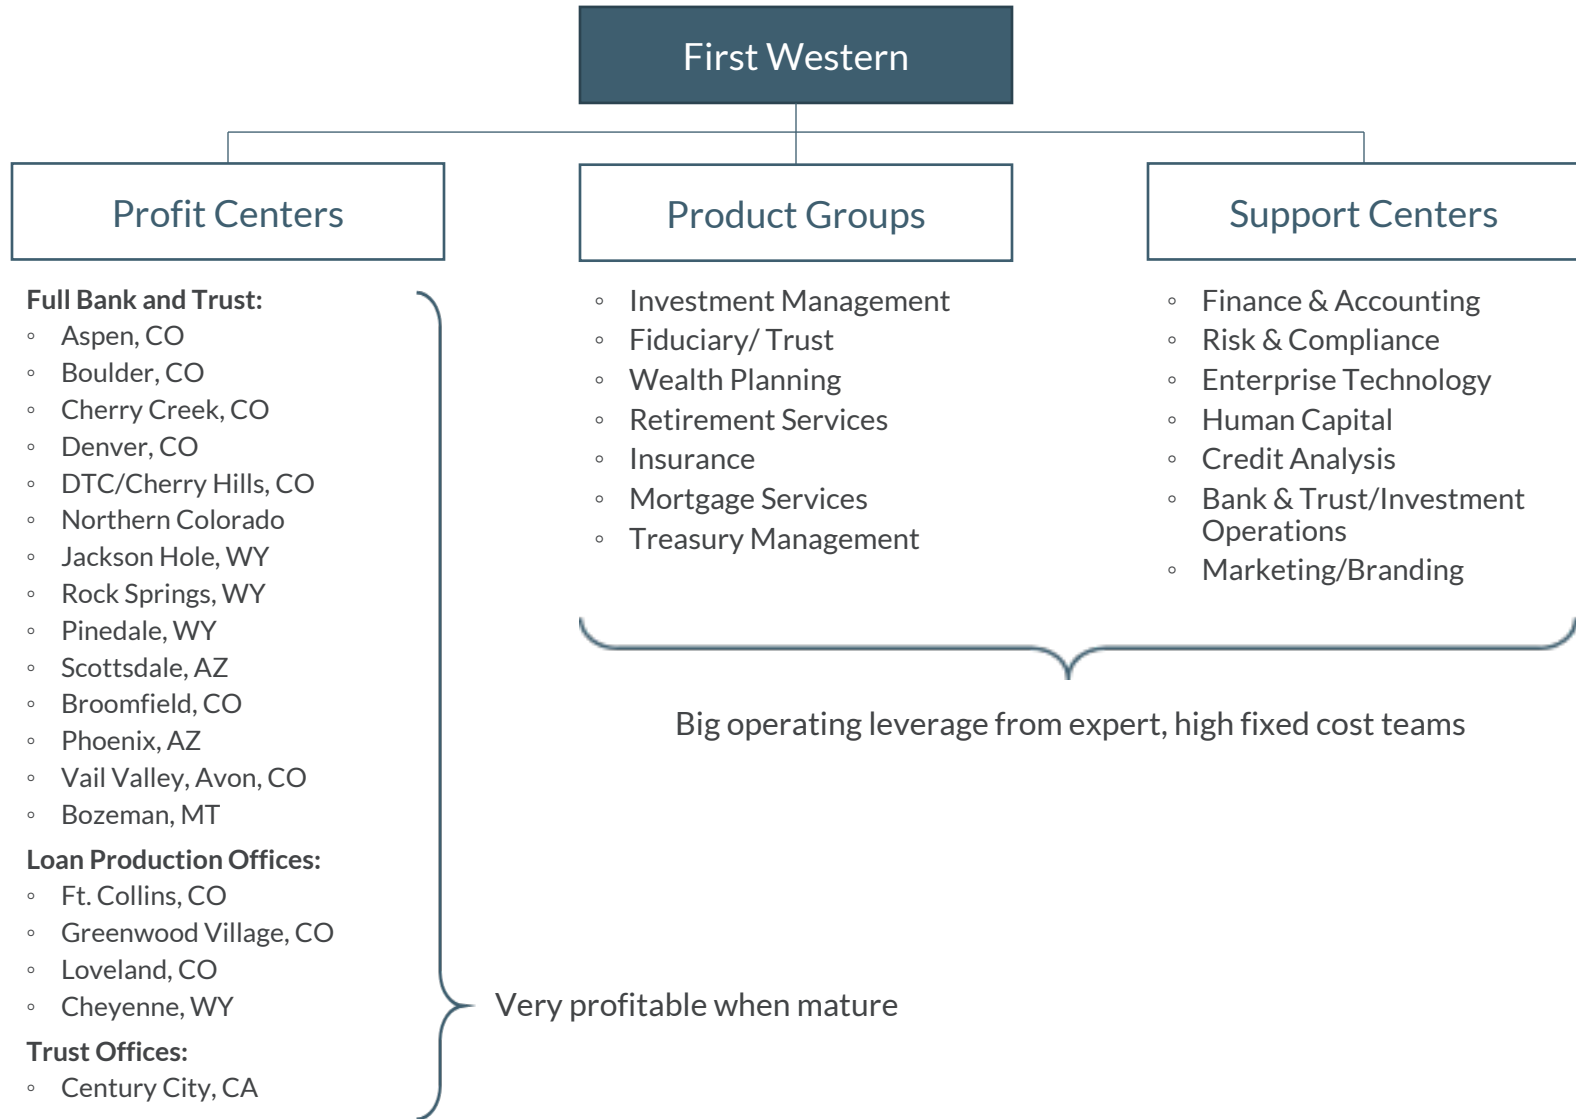 First Western
Profit Centers
Full Bank and Trust:
◦ Aspen, CO
◦ Boulder, CO
◦ Cherry Creek, CO
◦ Denver, CO
◦ DTC/Cherry Hills, CO
◦ Northern Colorado
◦ Jackson Hole, WY
◦ Rock Springs, WY
◦ Pinedale, WY
◦ Scottsdale, AZ
◦ Broomfield, CO
◦ Phoenix, AZ
◦ Vail Valley, Avon, CO
◦ Bozeman, MT
Loan Production Offices:
◦ Ft. Collins, CO
◦ Greenwood Village, CO
◦ Loveland, CO
◦ Cheyenne, WY
Trust Offices:
◦ Century City, CA
Very profitable when mature
Product Groups
◦ Investment Management
◦ Fiduciary/ Trust
◦ Wealth Planning
◦ Retirement Services
◦ Insurance
◦ Mortgage Services
◦ Treasury Management
Support Centers
◦ Finance & Accounting
◦ Risk & Compliance
◦ Enterprise Technology
◦ Human Capital
◦ Credit Analysis
◦ Bank & Trust/Investment
Operations
◦ Marketing/Branding
Big operating leverage from expert, high fixed cost teams